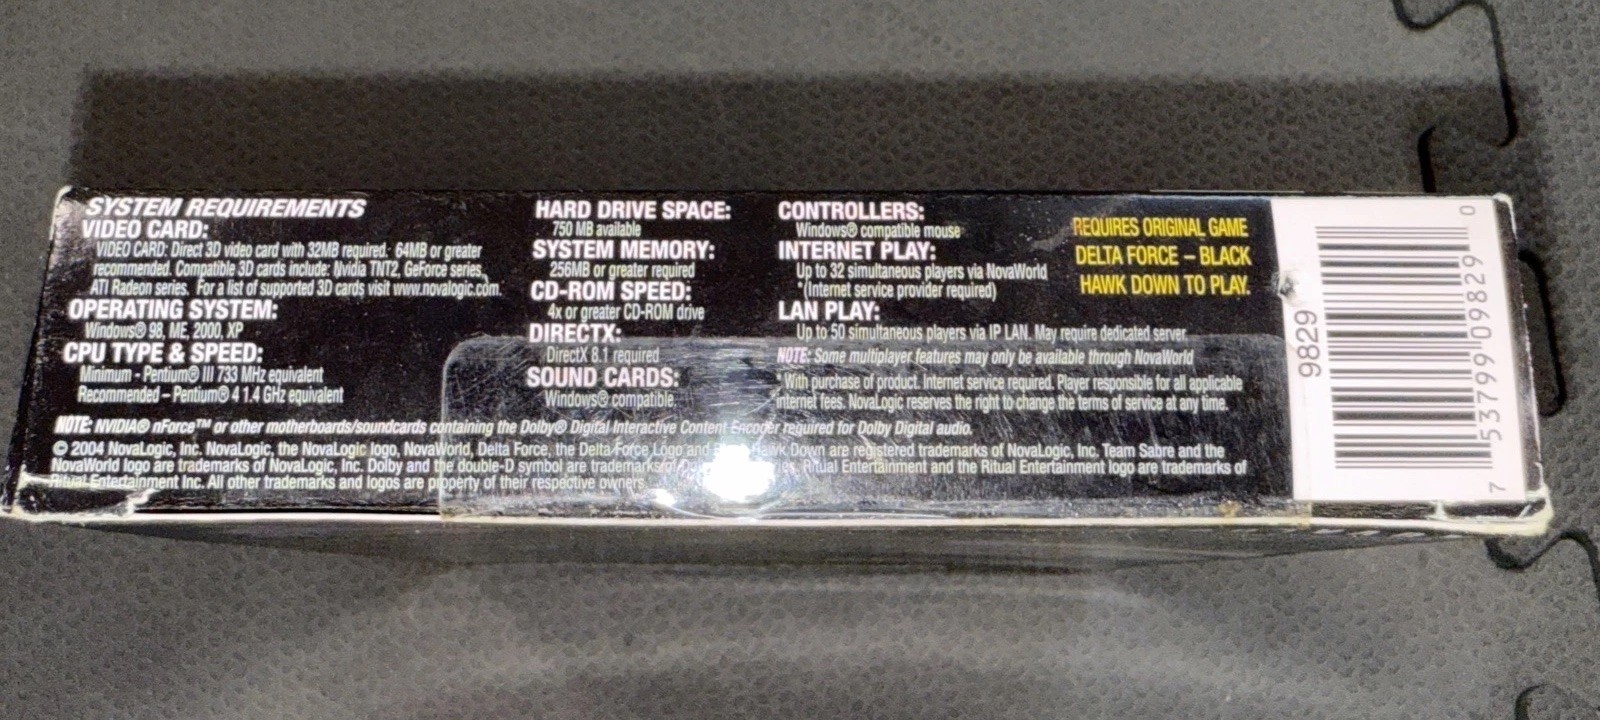 SYSTEM REQUIREMENTS
VIDEO CARD:
VIDEO CARD: Direct 3D video card with 32MB required. 64MB or greater
recommended. Compatible 3D cards include: Nvidia TNT2, GeForce series,
ATI Radeon series. For a list of supported 3D cards visit www.novalogic.com.
OPERATING SYSTEM:
Windows® 98, ME, 2000, XP
CPU TYPE & SPEED:
Minimum - Pentium® III 733 MHz equivalent
Recommended – Pentium® 4 1.4 GHz equivalent
HARD DRIVE SPACE:
750 MB available
SYSTEM MEMORY:
256MB or greater required
CD-ROM SPEED:
4x or greater CD-ROM drive
DIRECTX:
DirectX 8.1 required
SOUND CARDS:
Windows® compatible.
CONTROLLERS:
Windows® compatible mouse
INTERNET PLAY:
Up to 32 simultaneous players via NovaWorld
*(Internet service provider required)
LAN PLAY:
Up to 50 simultaneous players via IP LAN. May require dedicated server.
NOTE: Some multiplayer features may only be available through NovaWorld
* With purchase of product. Internet service required. Player responsible for all applicable
internet fees. NovaLogic reserves the right to change the terms of service at any time.
REQUIRES ORIGINAL GAME
DELTA FORCE – BLACK
HAWK DOWN TO PLAY.
NOTE: NVIDIA® nForce™ or other motherboards/soundcards containing the Dolby® Digital Interactive Content Encoder required for Dolby Digital audio.
© 2004 NovaLogic, Inc. NovaLogic, the NovaLogic logo, NovaWorld, Delta Force, the Delta Force Logo and Hawk Down are registered trademarks of NovaLogic, Inc. Team Sabre and the
NovaWorld logo are trademarks of NovaLogic, Inc. Dolby and the double-D symbol are trademarks of Ritual Entertainment and the Ritual Entertainment logo are trademarks of
Ritual Entertainment Inc. All other trademarks and logos are property of their respective owners.
9829
7 53799 09829 0